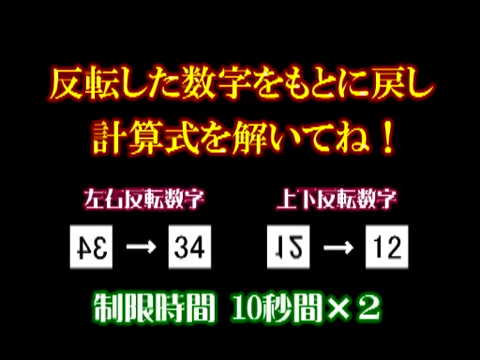 反転した数字をもとに戻し
計算式を解いてね！
左右反転数字 上下反転数字
34 → 34 12 → 12
制限時間 10秒間×2